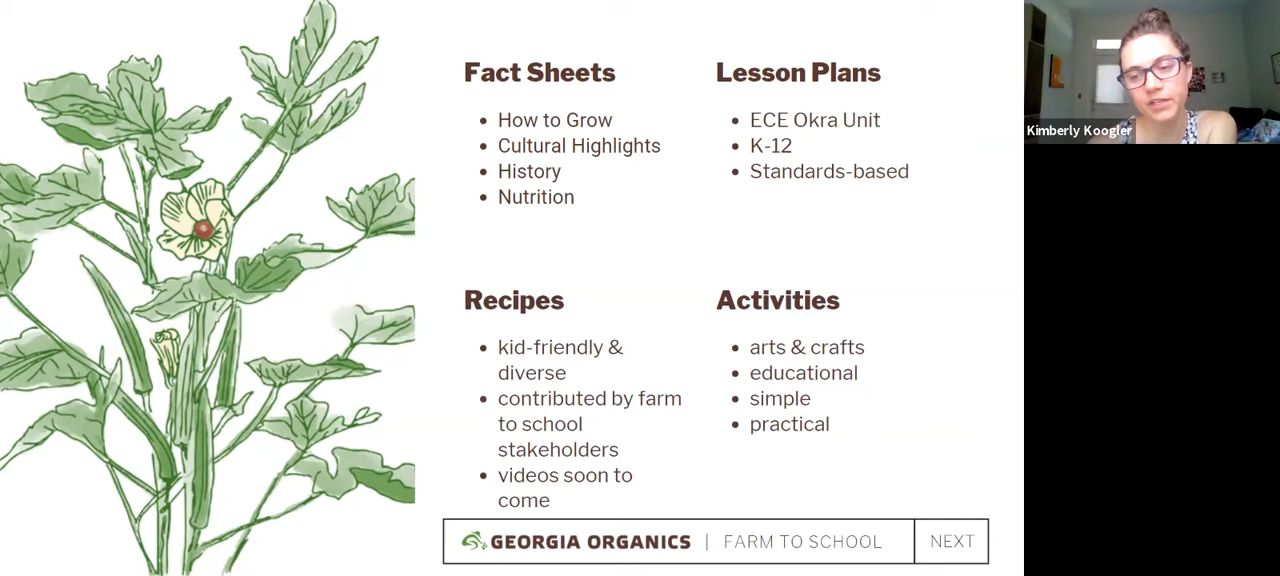 Fact Sheets
• How to Grow
• Cultural Highlights
• History
• Nutrition
Lesson Plans
• ECE Okra Unit
• K-12
• Standards-based
Recipes
• kid-friendly &
diverse
• contributed by farm
to school
stakeholders
• videos soon to
come
Activities
• arts & crafts
• educational
• simple
• practical
GEORGIA ORGANICS | FARM TO SCHOOL
NEXT
Kimberly Koogler